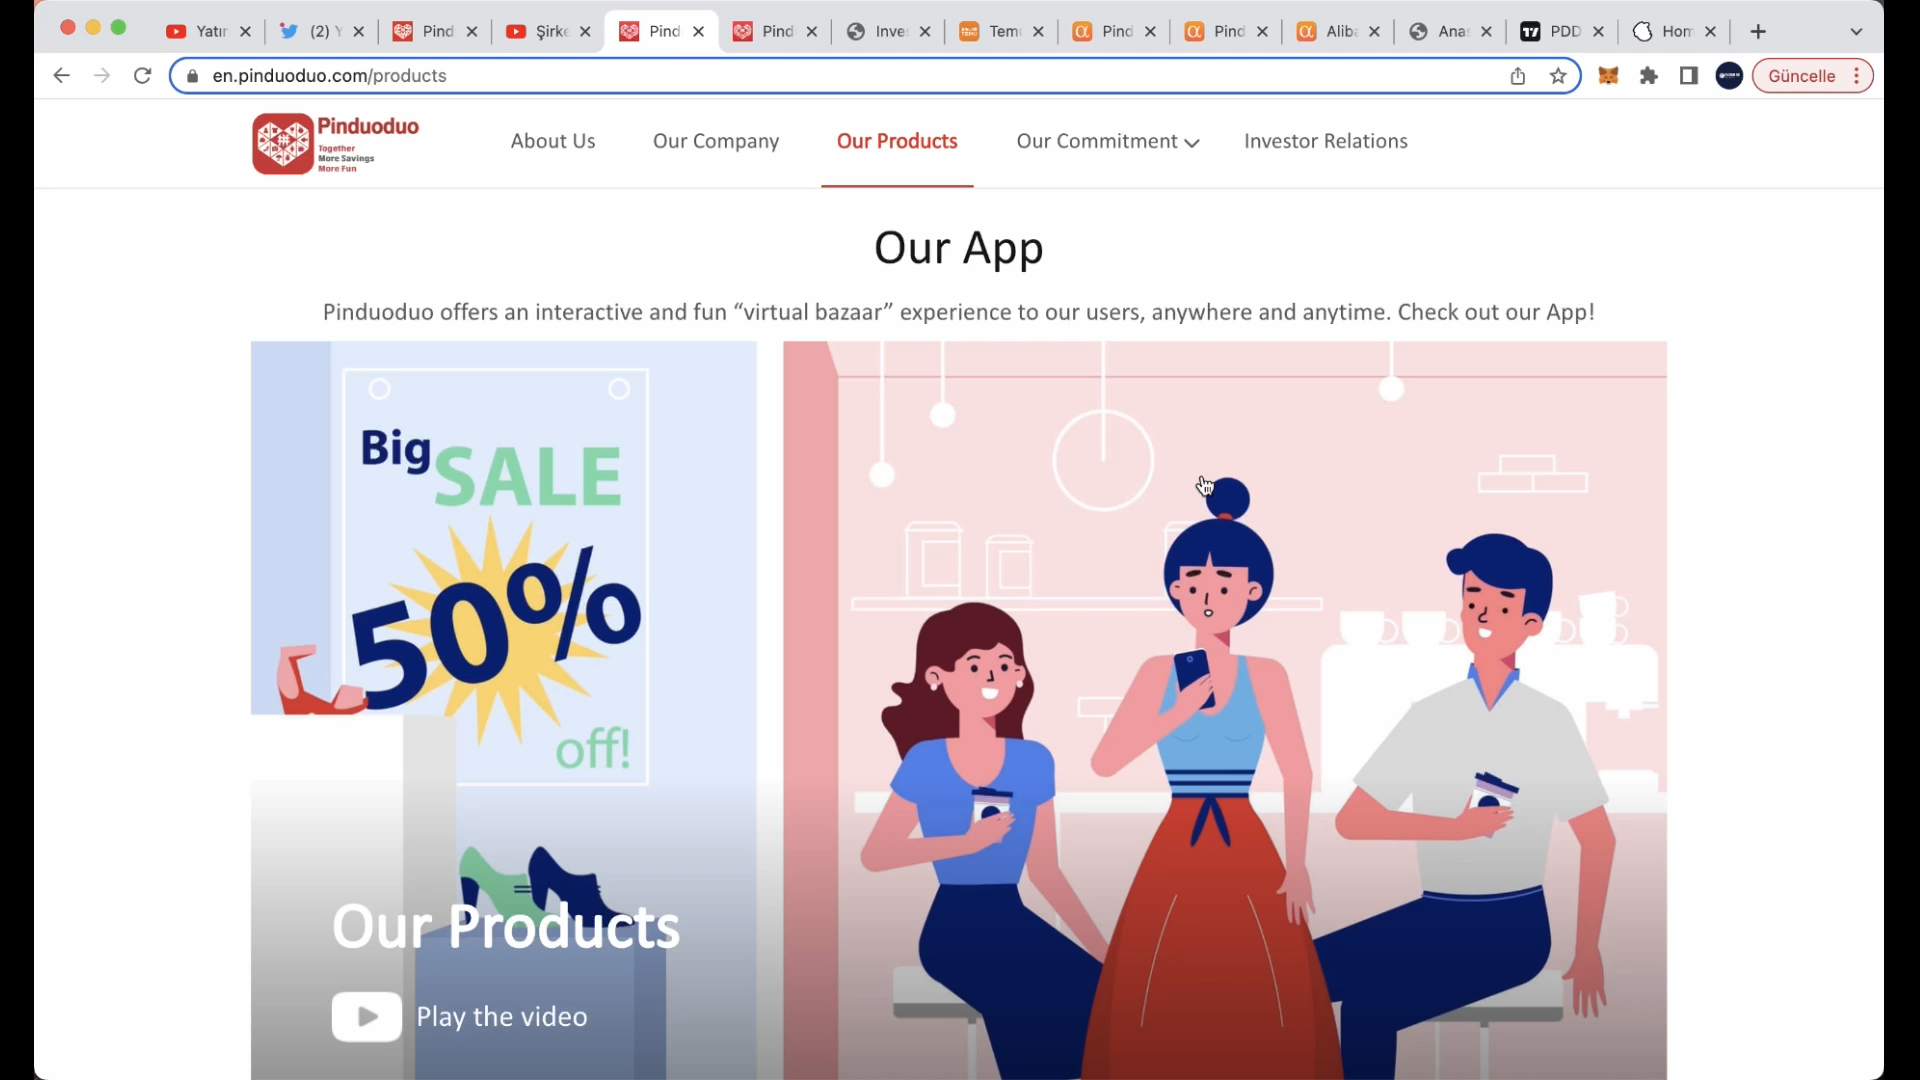 Yatır
(2) Y
Pind
Şirke
Pind
Pind
Inve
Tem
Pind
Pind
Alib
Ana
PDD
Hom
en.pinduoduo.com/products
Güncelle
Pinduoduo
Together
More Savings
More Fun
About Us
Our Company
Our Products
Our Commitment
Investor Relations
Our App
Pinduoduo offers an interactive and fun “virtual bazaar” experience to our users, anywhere and anytime. Check out our App!
Big
SALE
50%
off!
Our Products
Play the video